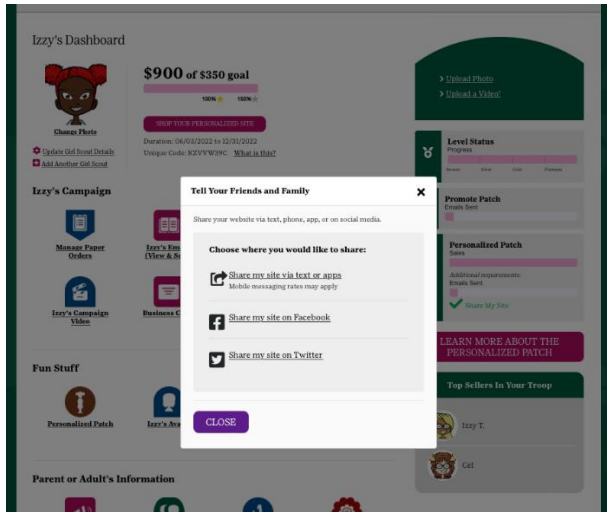 Izzy's Dashboard
$900 of $350 goal
100% 150%
SHOP YOUR PERSONALIZED SITE
Change Photo
Duration: 06/03/2022 to 12/31/2022
Update Girl Scout Details
Unique Code: What is this?
Add Another Girl Scout
Upload Photo
Upload a Video!
Level Status
Progress
Promote Patch
Emails Sent
Personalized Patch
Sales
Additional requirements:
Emails Sent
Share My Site
LEARN MORE ABOUT THE
PERSONALIZED PATCH
Top Sellers In Your Troop
Izzy T.
Izzy's Campaign
Manage Paper
Orders
Izzy's
(View &
Izzy's Campaign
Video
Business
Tell Your Friends and Family
Share your website via text, phone, app, or on social media.
Choose where you would like to share:
Share my site via text or apps
Mobile messaging rates may apply
Share my site on Facebook
Share my site on Twitter
CLOSE
Fun Stuff
Personalized Patch
Izzy's
Parent or Adult's Information